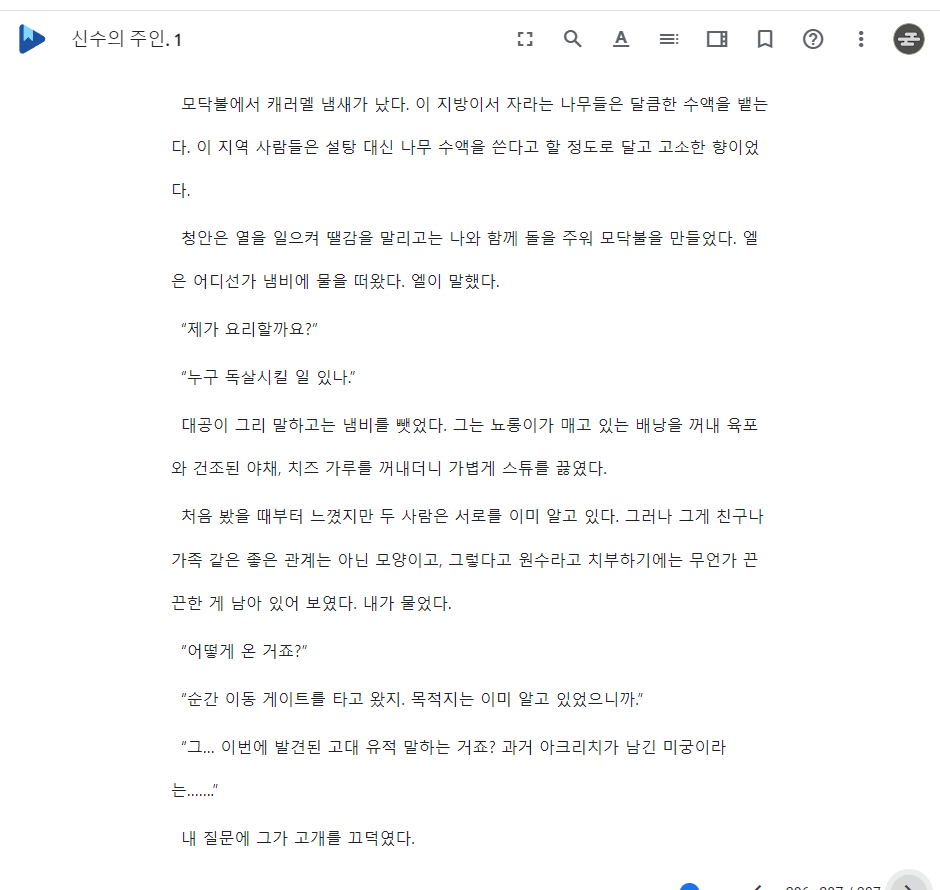 신수의 주인. 1
모닥불에서 캐러멜 냄새가 났다. 이 지방이서 자라는 나무들은 달큼한 수액을 뱉는
다. 이 지역 사람들은 설탕 대신 나무 수액을 쓴다고 할 정도로 달고 고소한 향이었
다.
청안은 열을 일으켜 땔감을 말리고는 나와 함께 돌을 주워 모닥불을 만들었다. 엘
은 어디선가 냄비에 물을 떠왔다. 엘이 말했다.
“제가 요리할까요?”
“누구 독살시킬 일 있나.”
대공이 그리 말하고는 냄비를 뺏었다. 그는 뇨롱이가 매고 있는 배낭을 꺼내 육포
와 건조된 야채, 치즈 가루를 꺼내더니 가볍게 스튜를 끓였다.
처음 봤을 때부터 느꼈지만 두 사람은 서로를 이미 알고 있다. 그러나 그게 친구나
가족 같은 좋은 관계는 아닌 모양이고, 그렇다고 원수라고 치부하기에는 무언가 끈
끈한 게 남아 있어 보였다. 내가 물었다.
“어떻게 온 거죠?”
“순간 이동 게이트를 타고 왔지. 목적지는 이미 알고 있었으니까.”
“그... 이번에 발견된 고대 유적 말하는 거죠? 과거 아크리치가 남긴 미궁이라
는.......”
내 질문에 그가 고개를 끄덕였다.